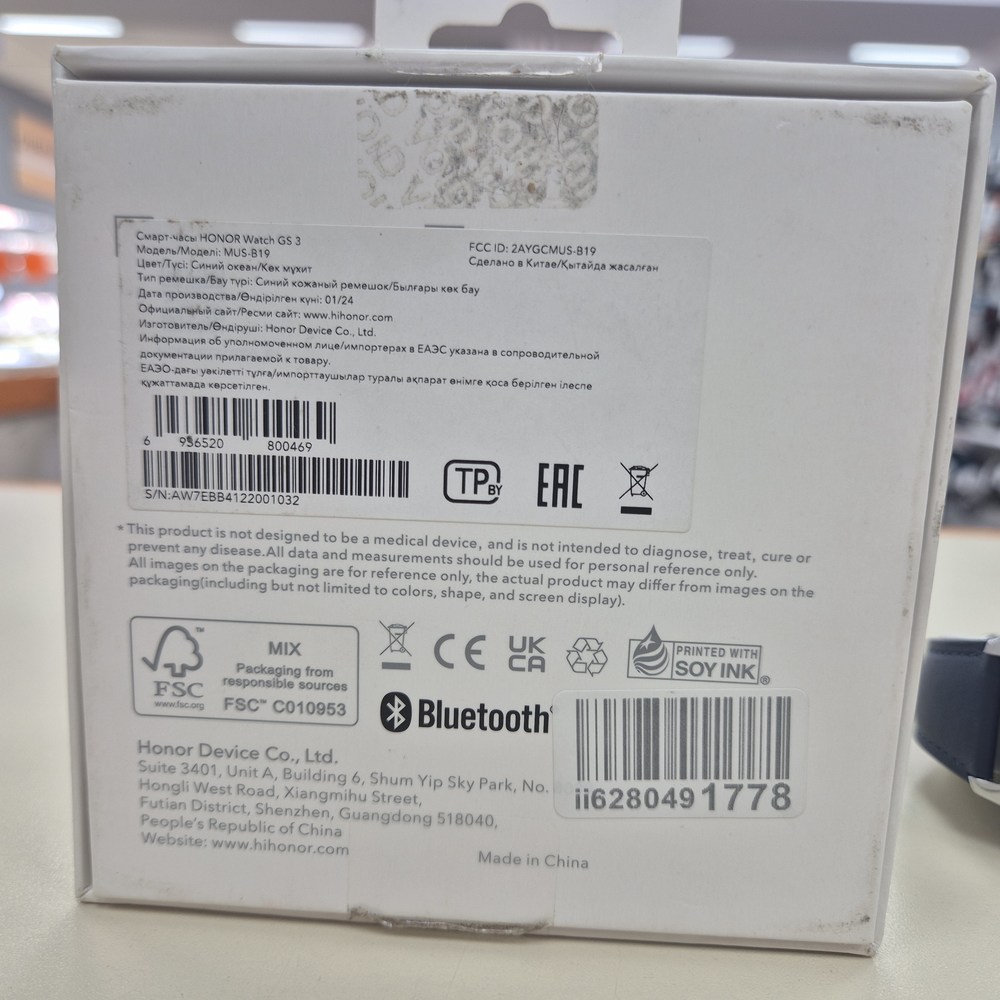 Смарт-часы HONOR Watch GS 3
Модель/Моделі: MUS-B19
Цвет/Түсі: Синий океан/Көк мұхит
Тип ремешка/Бау түрі: Синий кожаный ремешок/Былғары көк бау
Дата производства/Өндірілген күні: 01/24
Официальный сайт/Ресми сайт: www.hihonor.com
Изготовитель/Өндіруші: Honor Device Co., Ltd.
Информация об уполномоченном лице/импортерах в ЕАЭС указана в сопроводительной
документации прилагаемой к товару.
ЕАЭО-дағы уәкілетті тұлға/импорттаушылар туралы ақпарат өнімге қоса берілген ілеспе
құжаттамада көрсетілген.
FCC ID: 2AYGCMUS-B19
Сделано в Китае/Қытайда жасалған
6 936520 800469
S/N:AW7EBB4122001032
TP BY
EAC
* This product is not designed to be a medical device, and is not intended to diagnose, treat, cure or
prevent any disease.All data and measurements should be used for personal reference only.
All images on the packaging are for reference only, the actual product may differ from images on the
packaging(including but not limited to colors, shape, and screen display).
FSC™
www.fsc.org
MIX
Packaging from
responsible sources
FSC™ C010953
CE
UK
CA
PRINTED WITH
SOY INK®
Bluetooth®
ii6280491778
Honor Device Co., Ltd.
Suite 3401, Unit A, Building 6, Shum Yip Sky Park, No.
Hongli West Road, Xiangmihu Street,
Futian District, Shenzhen, Guangdong 518040,
People's Republic of China
Website: www.hihonor.com
Made in China